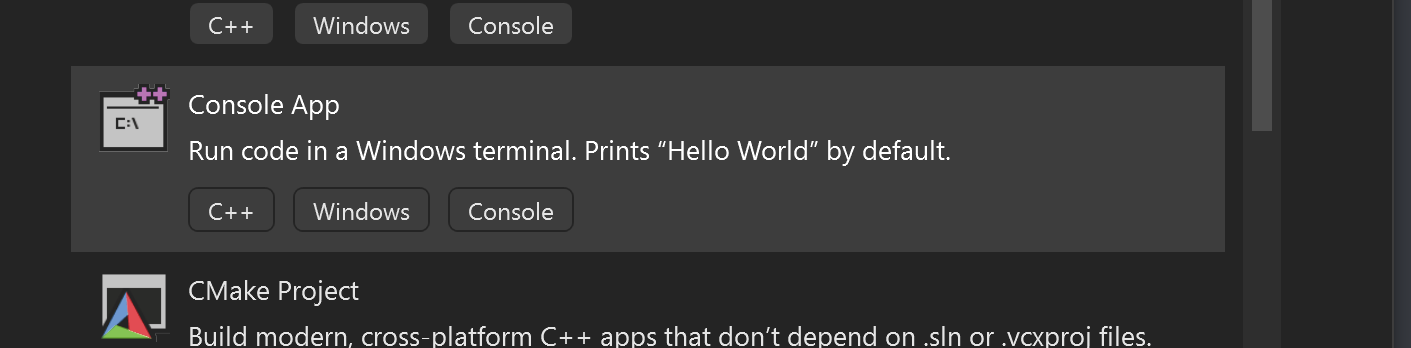 C++ Windows Console
Console App
C:\
Run code in a Windows terminal. Prints “Hello World” by default.
C++ Windows Console
CMake Project
Build modern, cross-platform C++ apps that don’t depend on .sln or .vcxproj files.